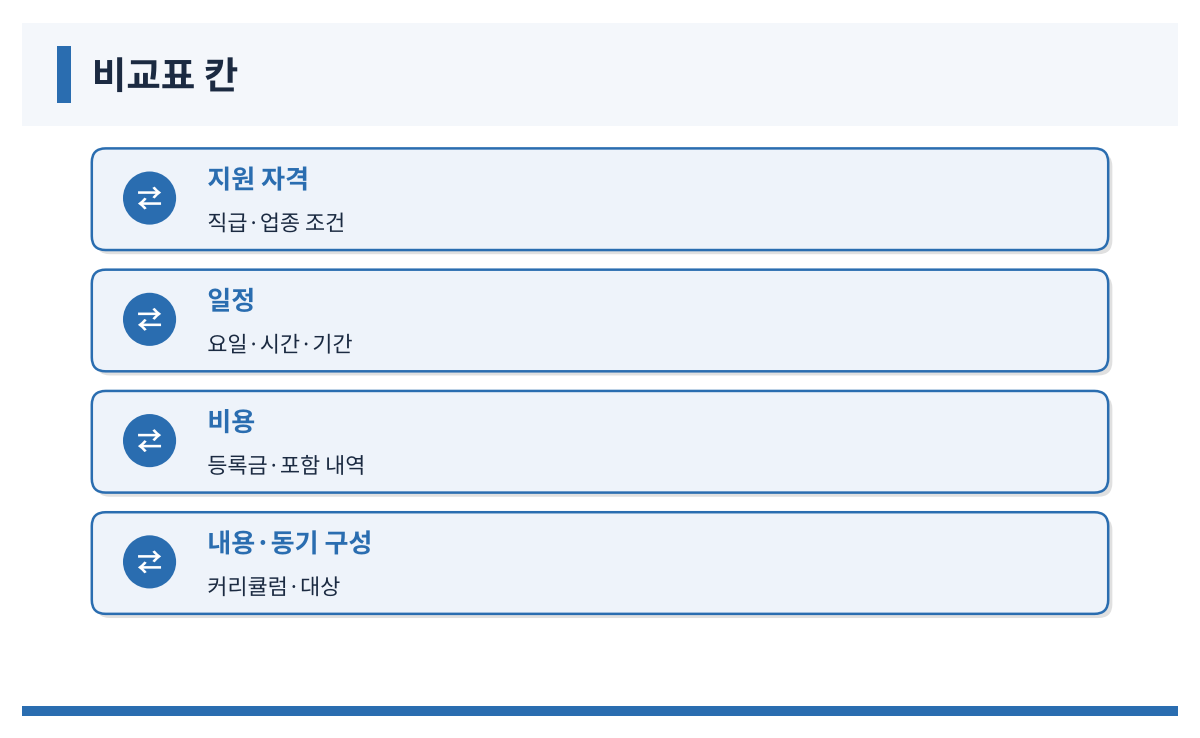 비교표 칸
지원 자격
직급·업종 조건
일정
요일·시간·기간
비용
등록금·포함 내역
내용·동기 구성
커리큘럼·대상